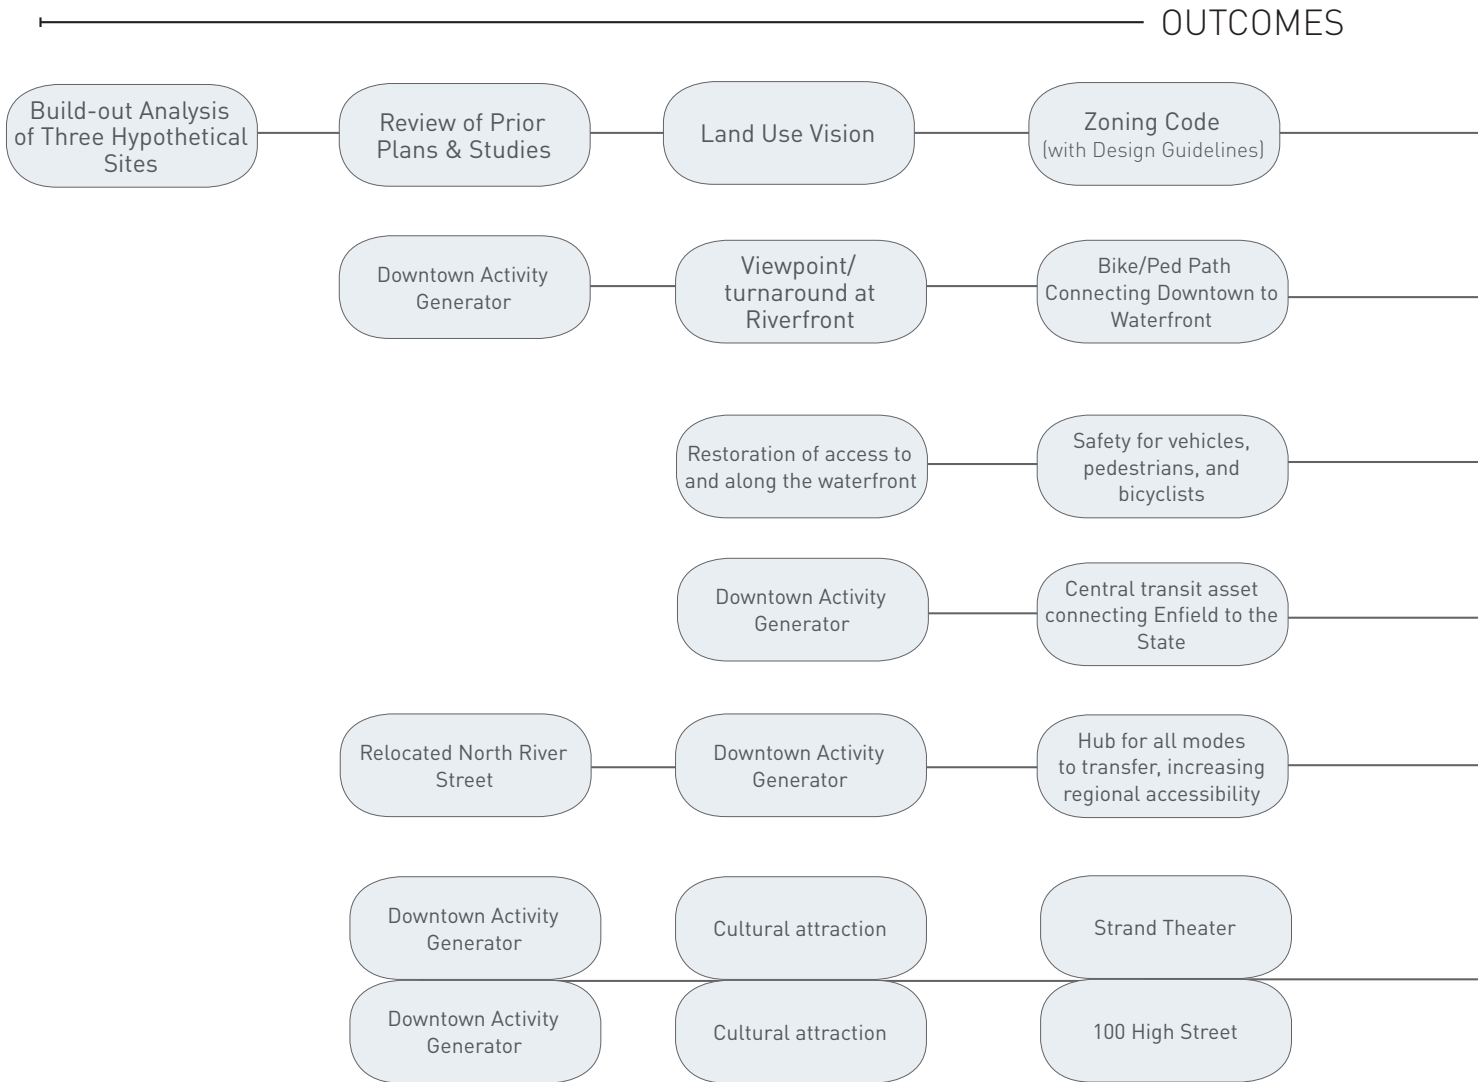 OUTCOMES
Build-out Analysis
of Three Hypothetical
Sites
Review of Prior
Plans & Studies
Land Use Vision
Zoning Code
(with Design Guidelines)
Downtown Activity
Generator
Viewpoint/
turnaround at
Riverfront
Bike/Ped Path
Connecting Downtown to
Waterfront
Restoration of access to
and along the waterfront
Safety for vehicles,
pedestrians, and
bicyclists
Downtown Activity
Generator
Central transit asset
connecting Enfield to the
State
Relocated North River
Street
Downtown Activity
Generator
Hub for all modes
to transfer, increasing
regional accessibility
Downtown Activity
Generator
Cultural attraction
Strand Theater
Downtown Activity
Generator
Cultural attraction
100 High Street